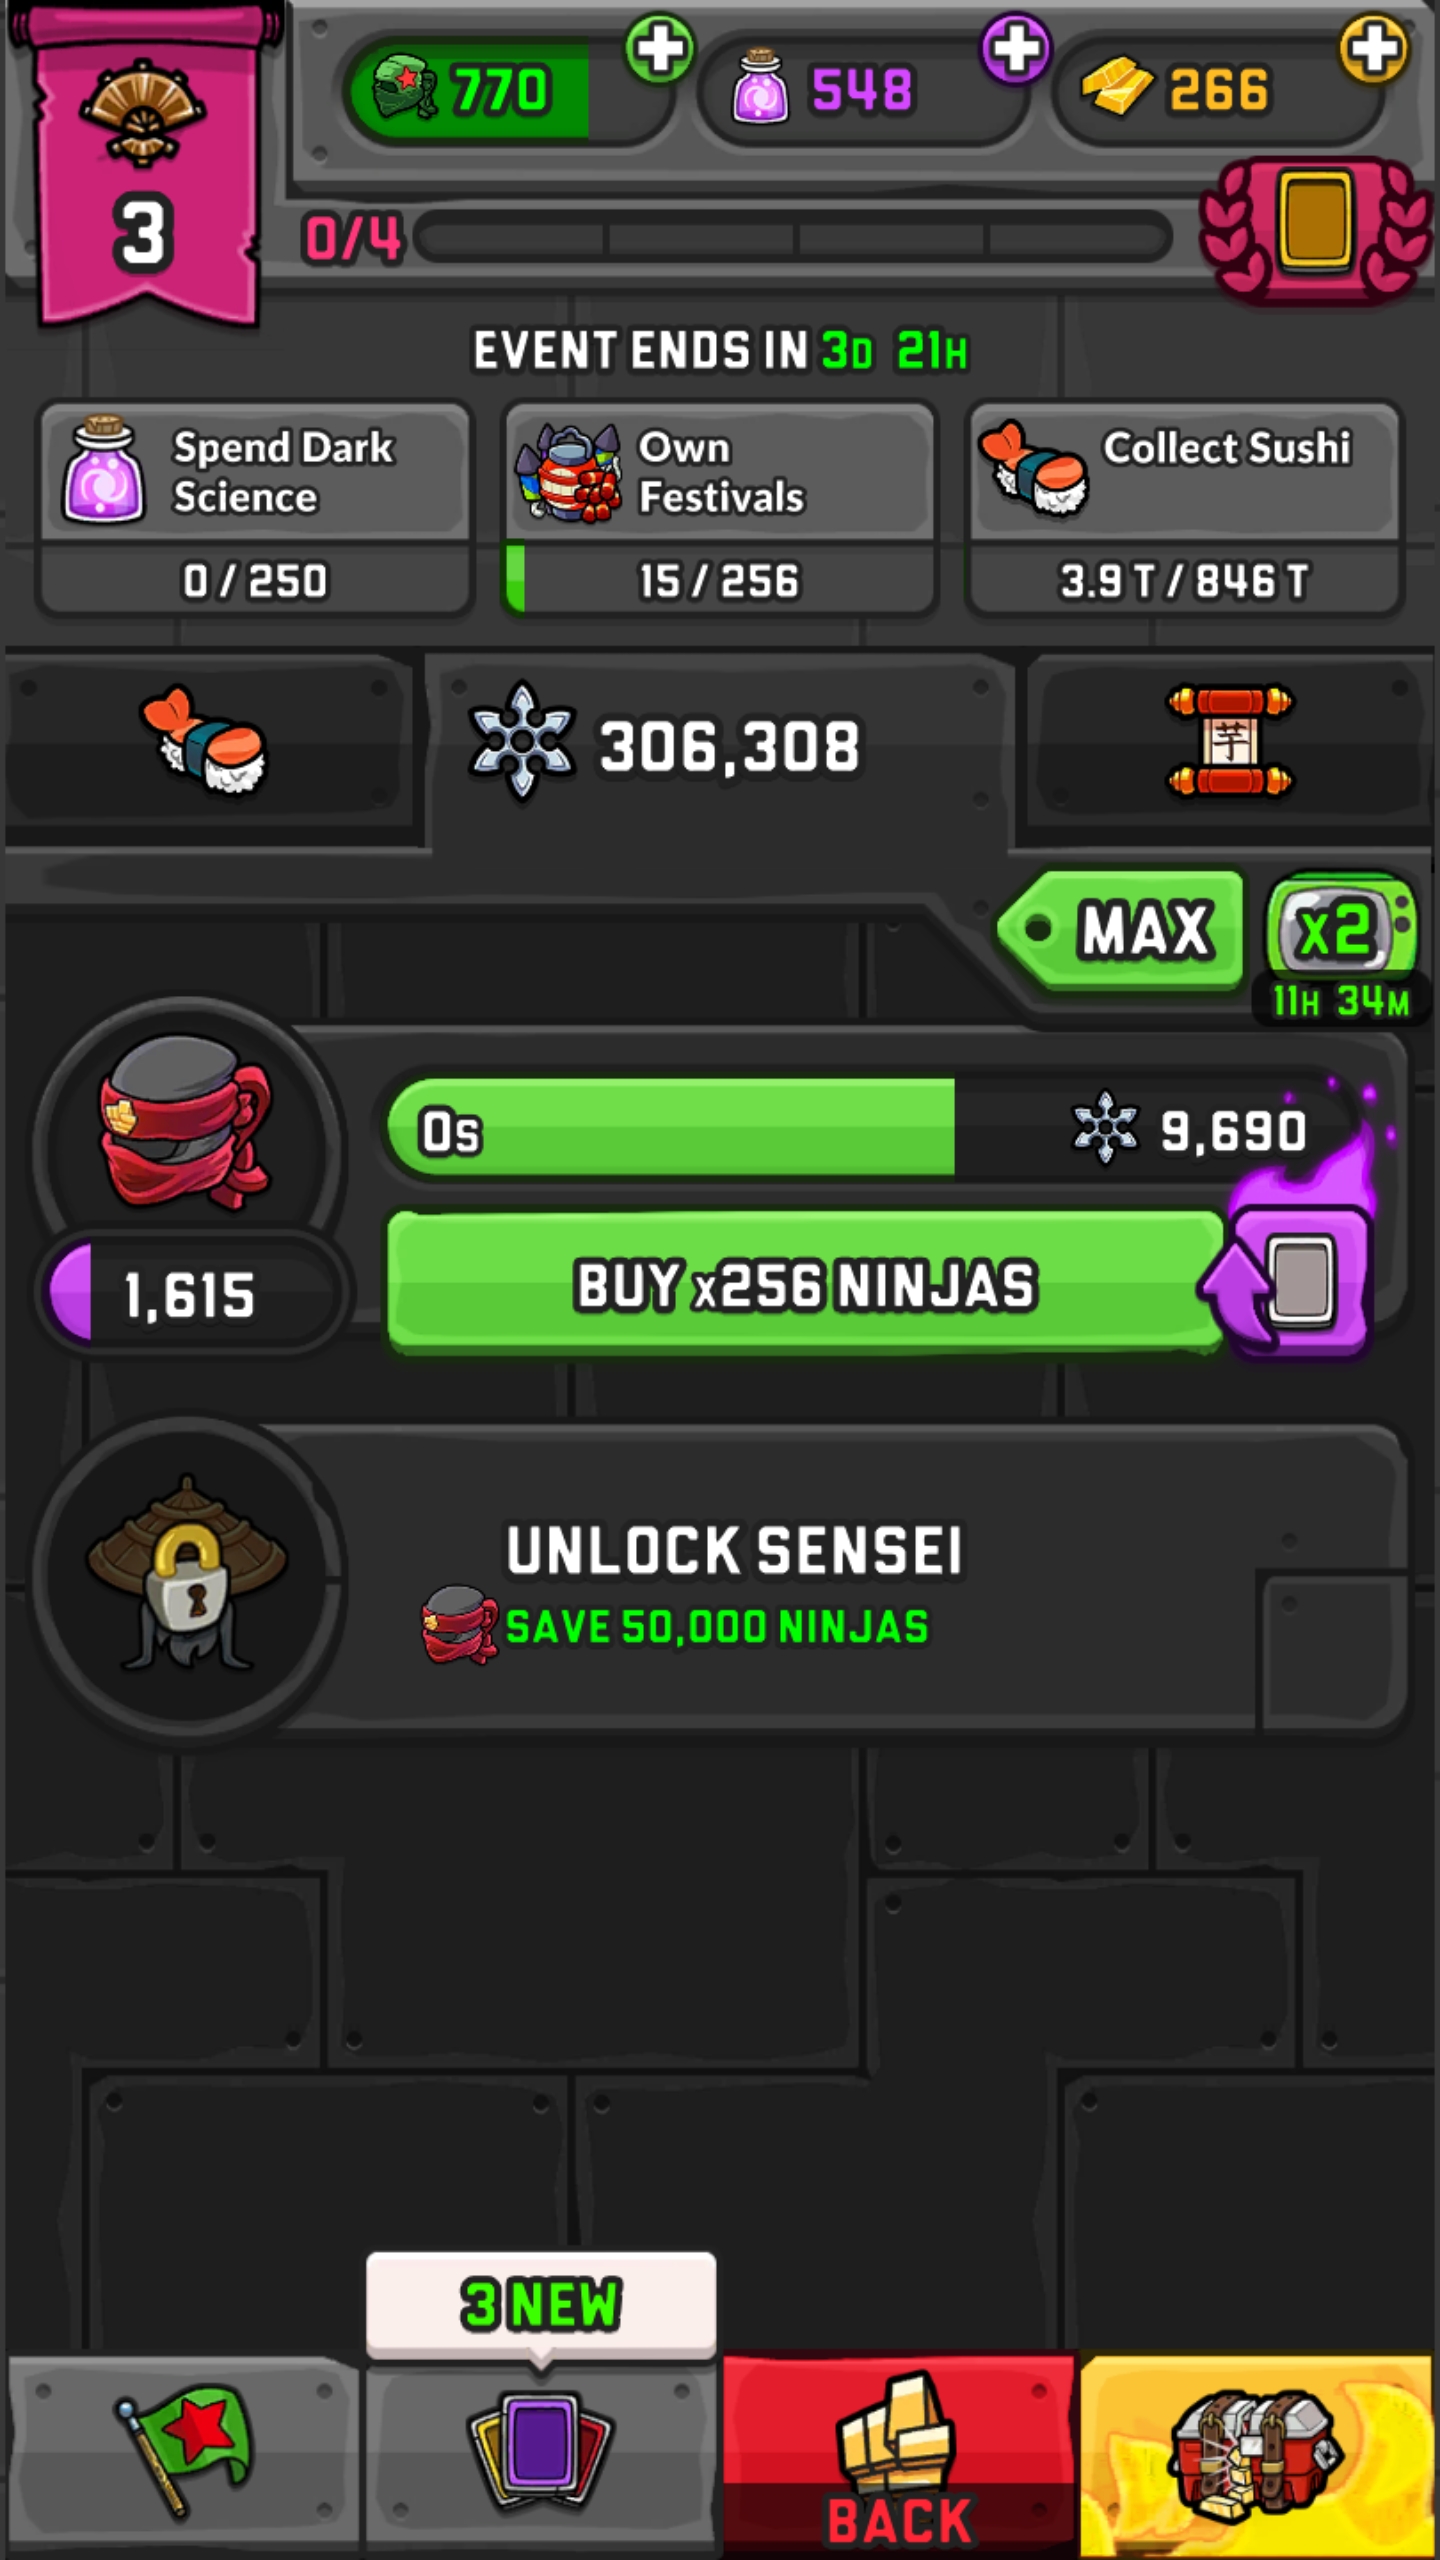 770
548
266
3
0/4
EVENT ENDS IN 3D 21H
Spend Dark
Science
0 / 250
Own
Festivals
15 / 256
Collect Sushi
3.9 T / 846 T
306,308
芋
MAX
x2
11H 34M
0s
9,690
1,615
BUY x256 NINJAS
UNLOCK SENSEI
SAVE 50,000 NINJAS
3 NEW
BACK